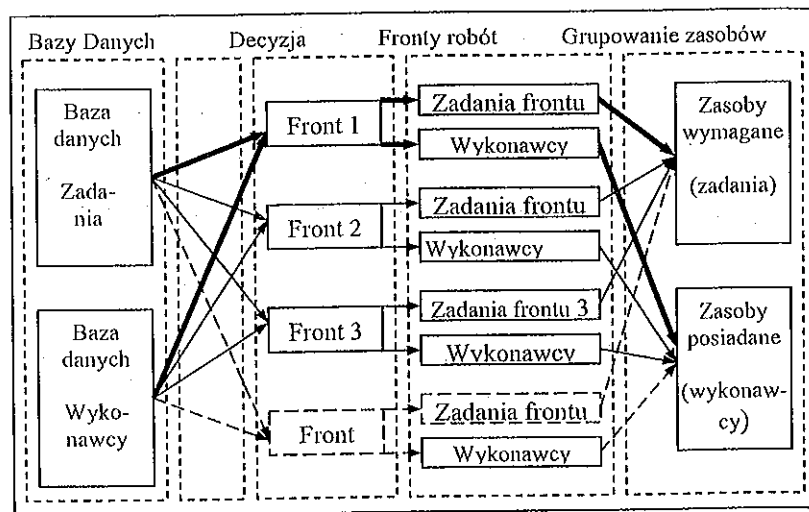 Bazy Danych Decyzja Fronty robót Grupowanie zasobów
Baza
danych
Zada-
nia
Baza
danych
Wyko-
nawcy
Front 1
Front 2
Front 3
Front
Zadania frontu
Wykonawcy
Zadania frontu
Wykonawcy
Zadania frontu 3
Wykonawcy
Zadania frontu
Wykonawcy
Zasoby
wymagane
(zadania)
Zasoby
posiadane
(wykonaw-
cy)